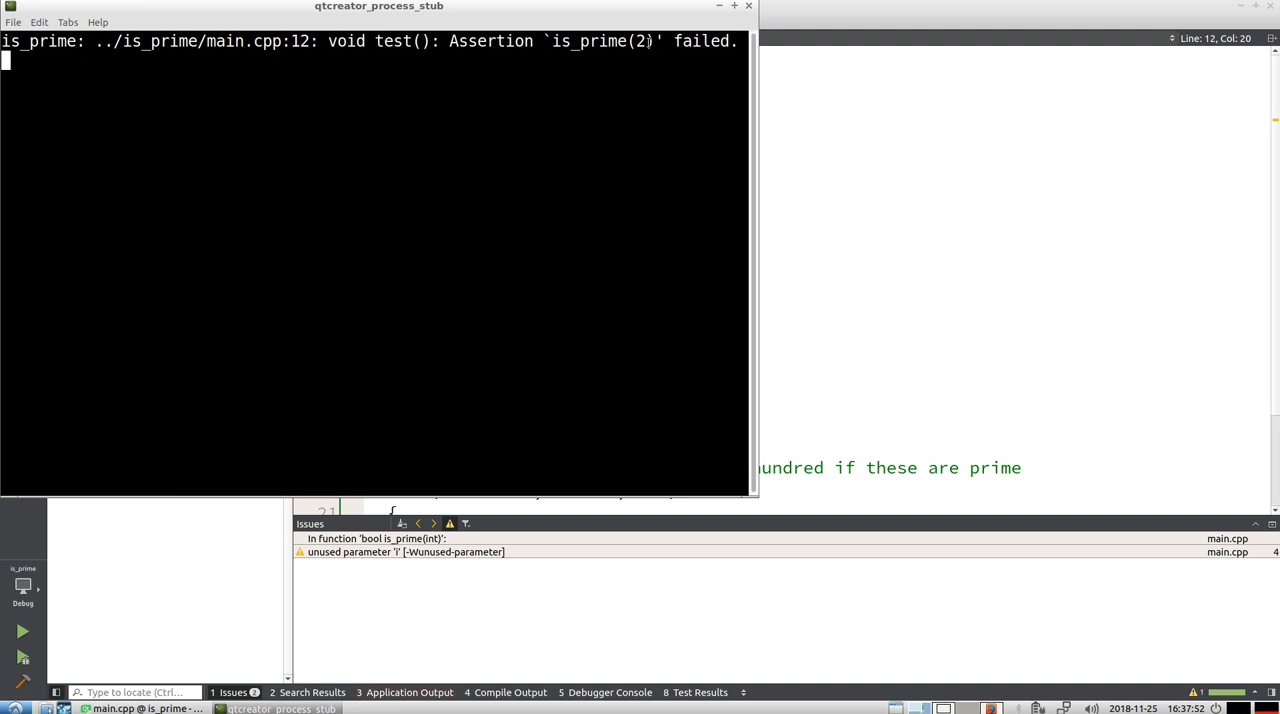 qtcreator_process_stub
File Edit Tabs Help
is_prime: ../is_prime/main.cpp:12: void test(): Assertion `is_prime(2)' failed.
Line: 12, Col: 20
hundred if these are prime
21 {
Issues
In function 'bool is_prime(int)': main.cpp
unused parameter 'i' [-Wunused-parameter] main.cpp 4
is_prime
Debug
Type to locate (Ctrl... 1 Issues 2 2 Search Results 3 Application Output 4 Compile Output 5 Debugger Console 8 Test Results 1
main.cpp @ is_prime - ... qtcreator_process_stub 2018-11-25 16:37:52